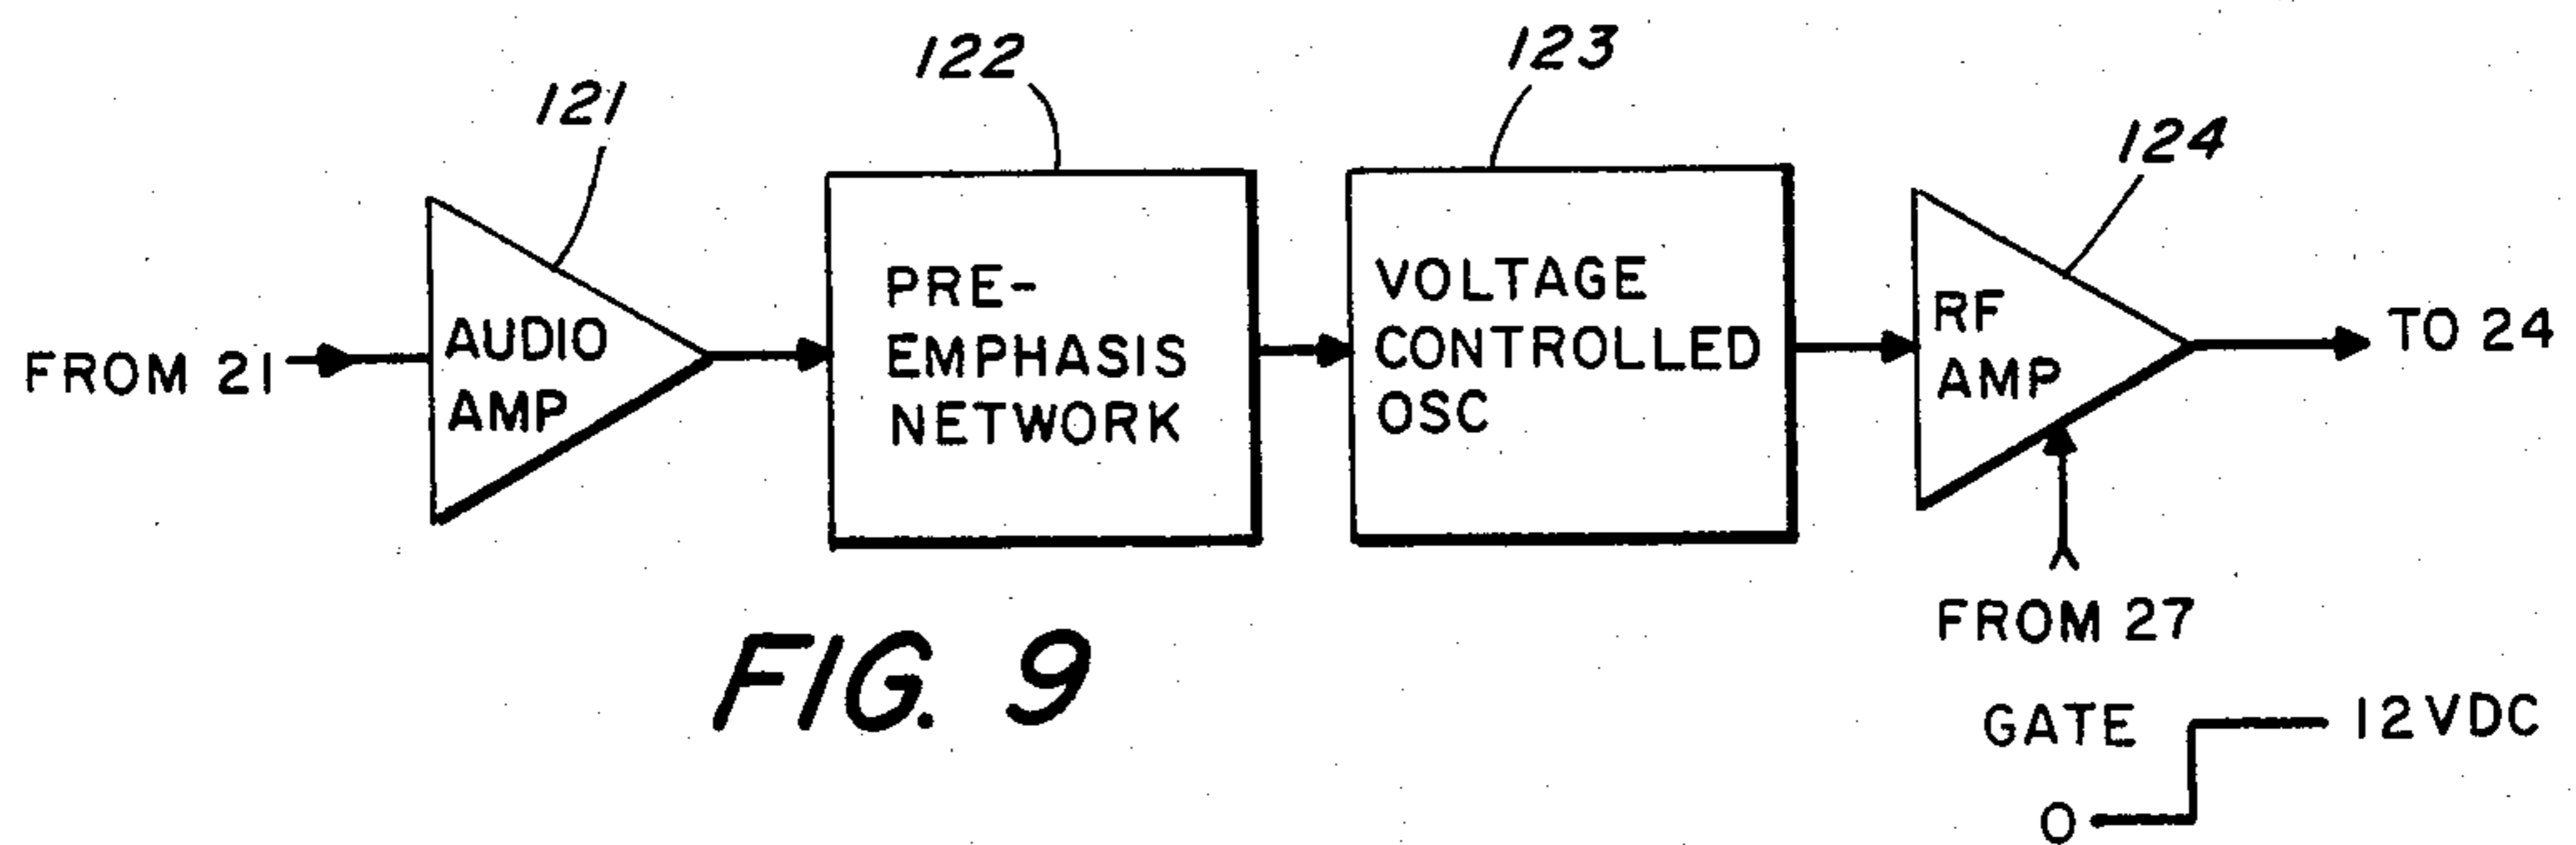 121
122
123
124
FROM 21
AUDIO
AMP
PRE-
EMPHASIS
NETWORK
VOLTAGE
CONTROLLED
OSC
RF
AMP
TO 24
FROM 27
FIG. 9
GATE
12VDC
0